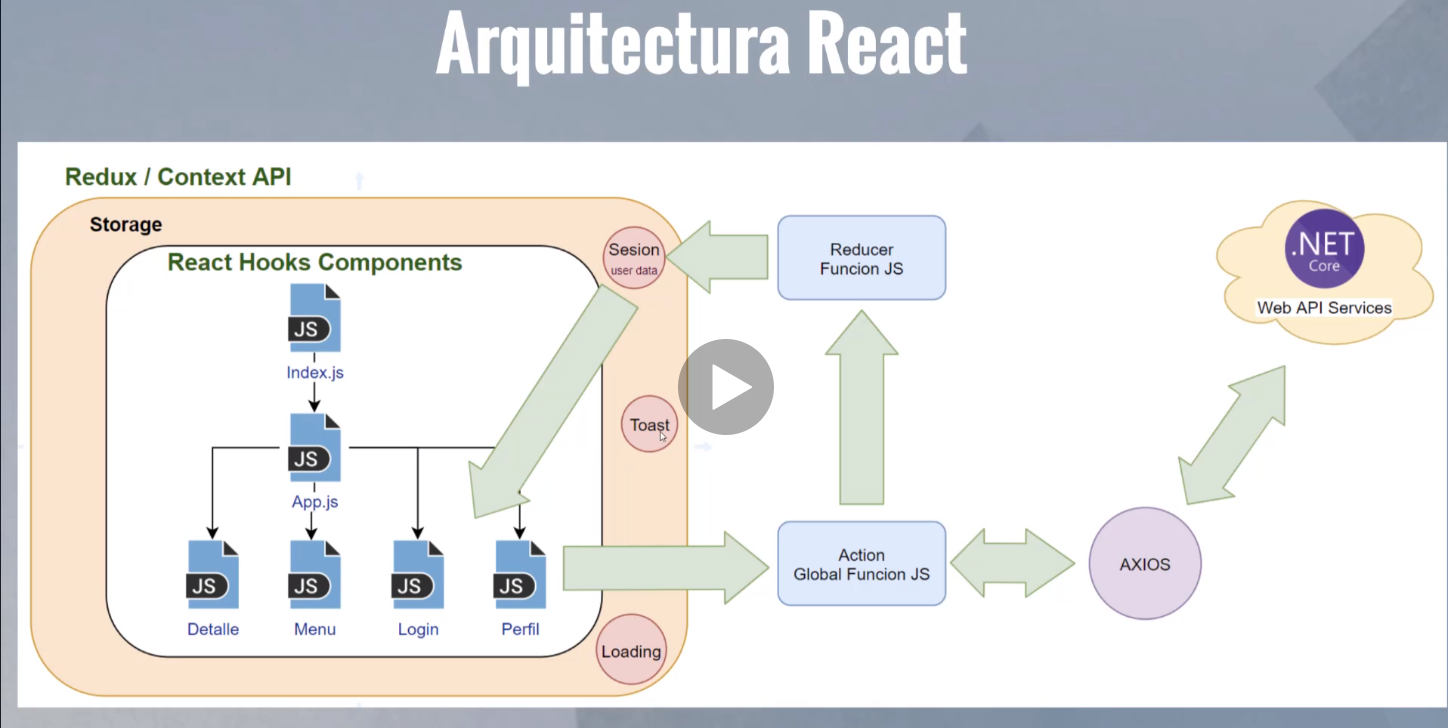 Arquitectura React
Redux / Context API
Storage
React Hooks Components
Sesion
user data
Reducer
Funcion JS
.NET
Core
Web API Services
JS
Index.js
Toast
JS
App.js
JS
JS
JS
JS
Detalle
Menu
Login
Perfil
Action
Global Funcion JS
AXIOS
Loading